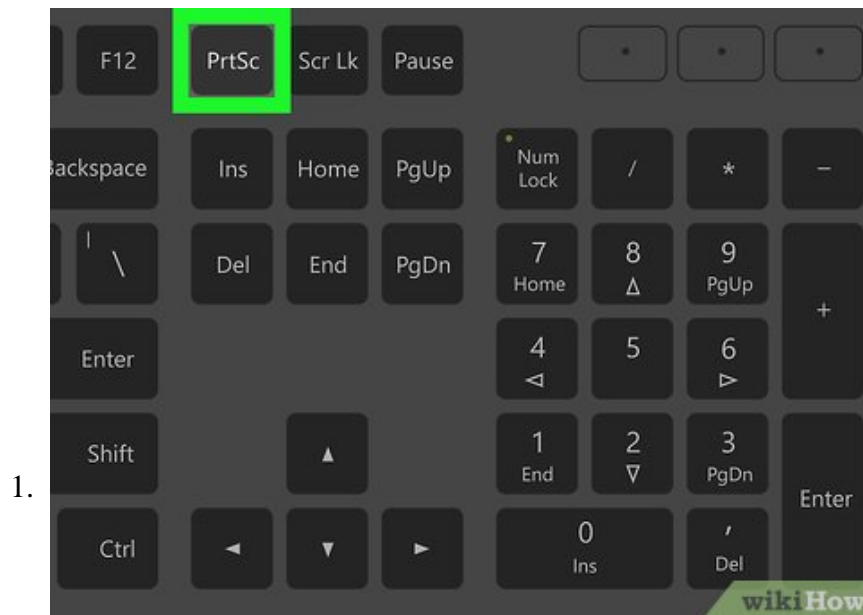 F12 PrtSc Scr Lk Pause
Backspace Ins Home PgUp Num Lock / * −
| \ Del End PgDn 7 Home 8 9 PgUp +
Enter 4 5 6
1. Shift 1 End 2 3 PgDn Enter
Ctrl 0 Ins ′ Del
wikiHow